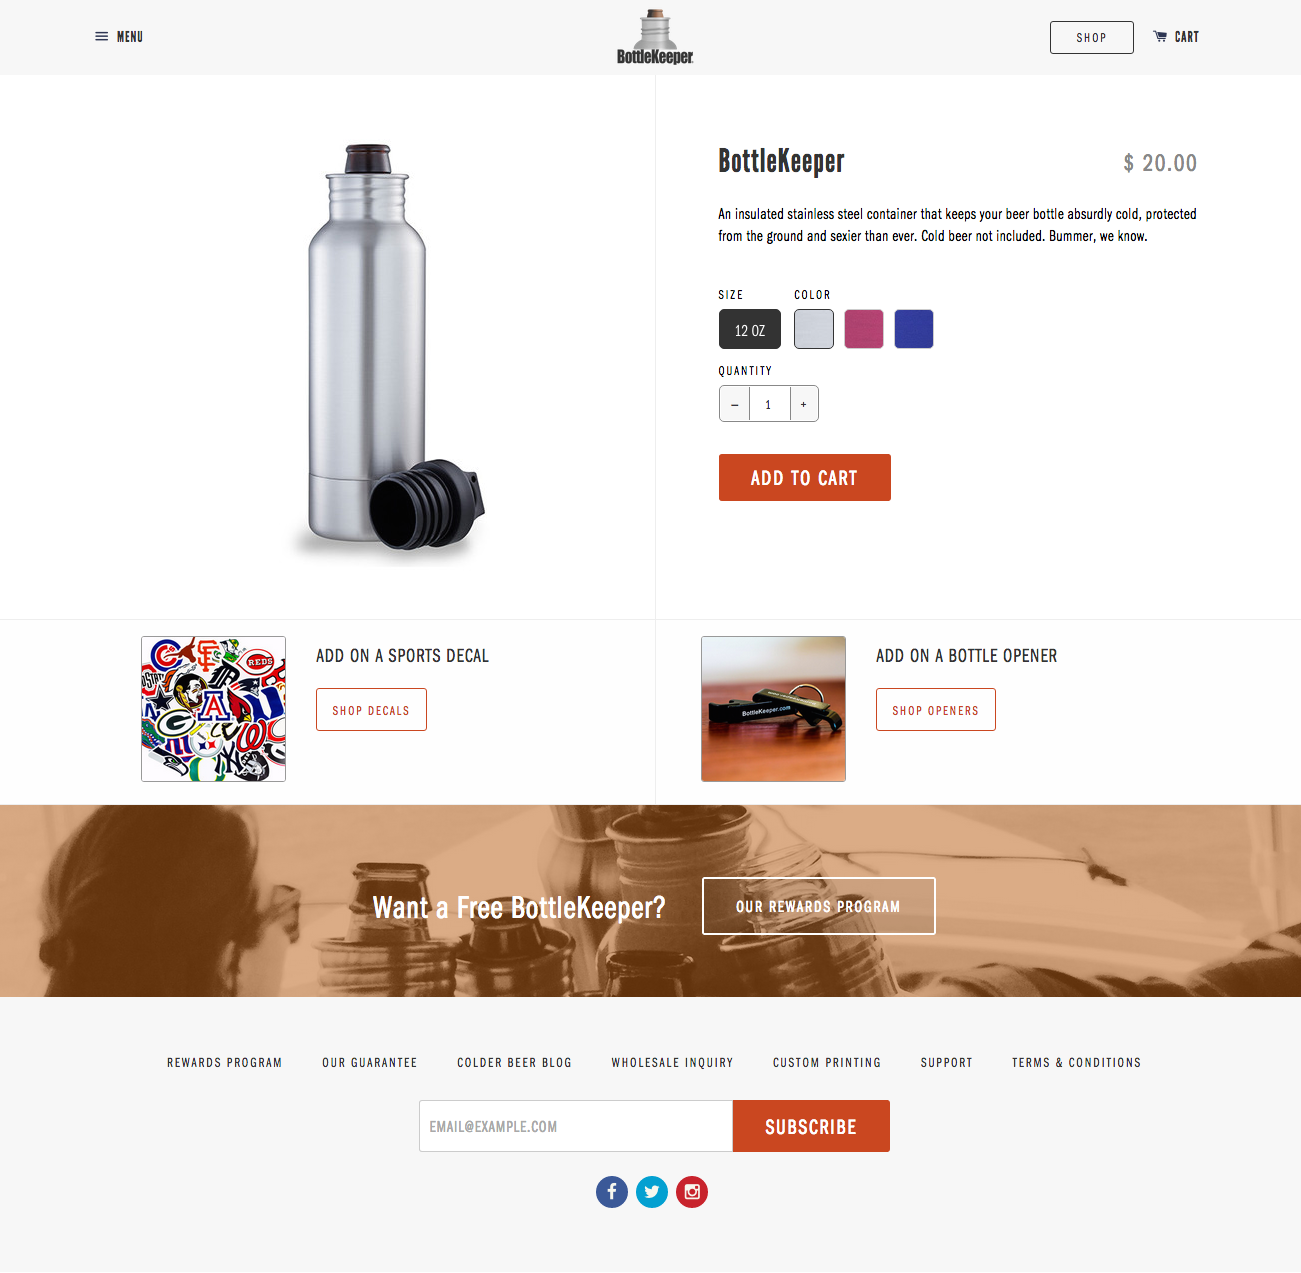 MENU
BottleKeeper
SHOP
CART
BottleKeeper
$ 20.00
An insulated stainless steel container that keeps your beer bottle absurdly cold, protected
from the ground and sexier than ever. Cold beer not included. Bummer, we know.
SIZE
COLOR
12 OZ
QUANTITY
– 1 +
ADD TO CART
REDS
ADD ON A SPORTS DECAL
SHOP DECALS
BottleKeeper.com
ADD ON A BOTTLE OPENER
SHOP OPENERS
Want a Free BottleKeeper?
OUR REWARDS PROGRAM
REWARDS PROGRAM
OUR GUARANTEE
COLDER BEER BLOG
WHOLESALE INQUIRY
CUSTOM PRINTING
SUPPORT
TERMS & CONDITIONS
EMAIL@EXAMPLE.COM
SUBSCRIBE